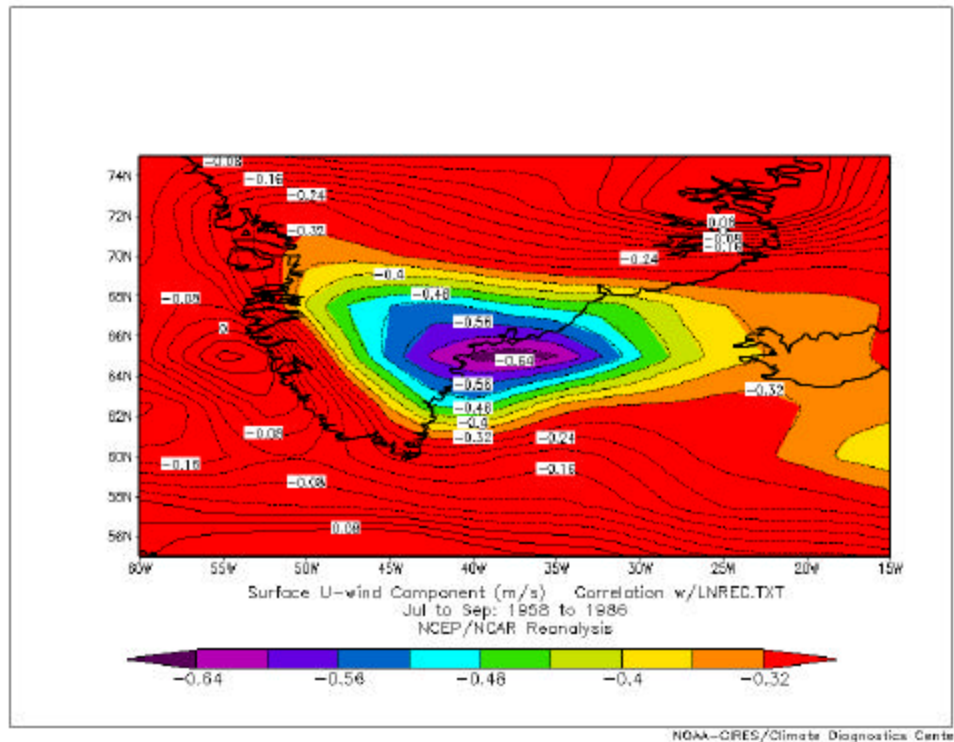 -0.08
74N
-0.16
-0.24
72N
0.08
-0.32
-0.08
-0.16
70N
-0.24
-0.4
68N
-0.08
-0.48
66N
0
-0.56
64N
-0.64
-0.56
-0.32
62N
-0.48
-0.4
-0.08
-0.32
-0.24
60N
-0.16
-0.16
58N
-0.08
56N
0.08
60W 55W 50W 45W 40W 35W 30W 25W 20W 15W
Surface U-wind Component (m/s) Correlation w/LNREC.TXT
Jul to Sep: 1958 to 1986
NCEP/NCAR Reanalysis
-0.64 -0.56 -0.48 -0.4 -0.32
NOAA-CIRES/Climate Diagnostics Cente